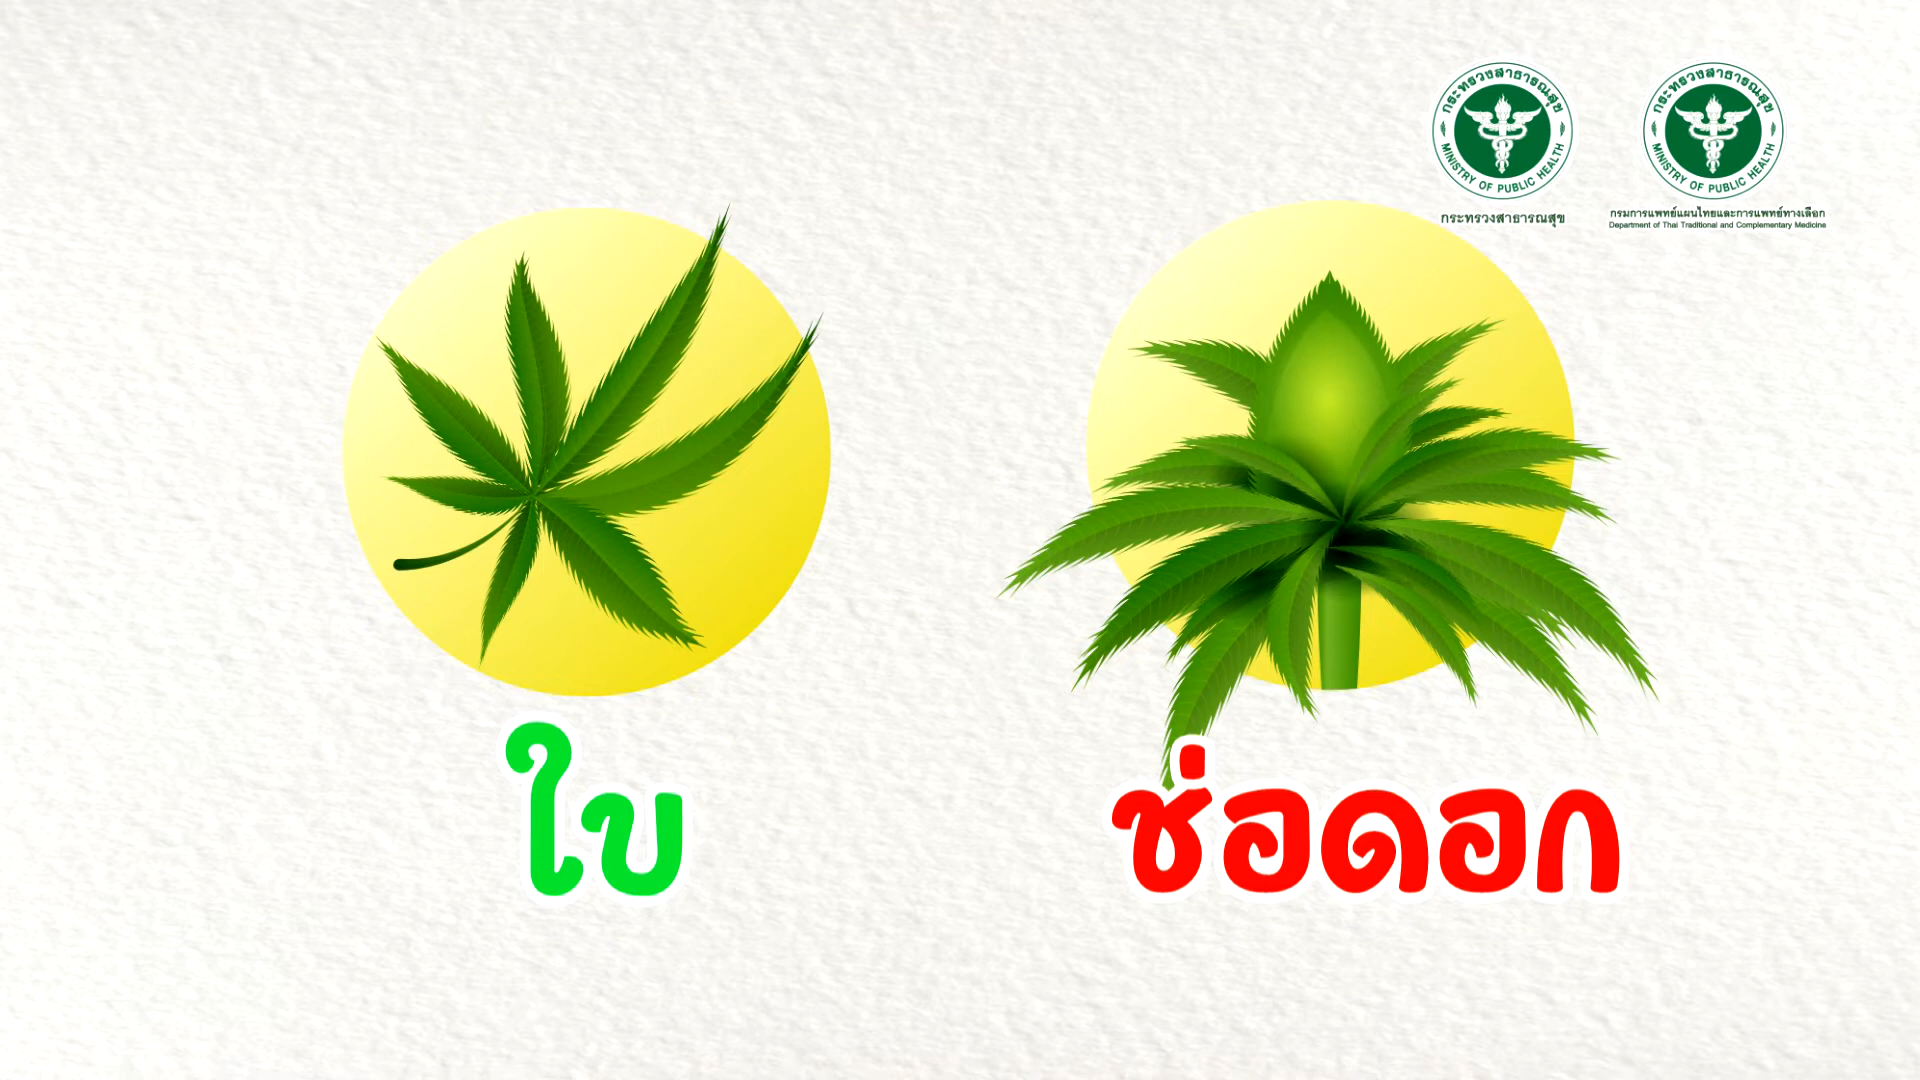 กระทรวงสาธารณสุข
MINISTRY OF PUBLIC HEALTH
กระทรวงสาธารณสุข
กระทรวงสาธารณสุข
MINISTRY OF PUBLIC HEALTH
กรมการแพทย์แผนไทยและการแพทย์ทางเลือก
Department of Thai Traditional and Complementary Medicine
ใบ
ช่อดอก